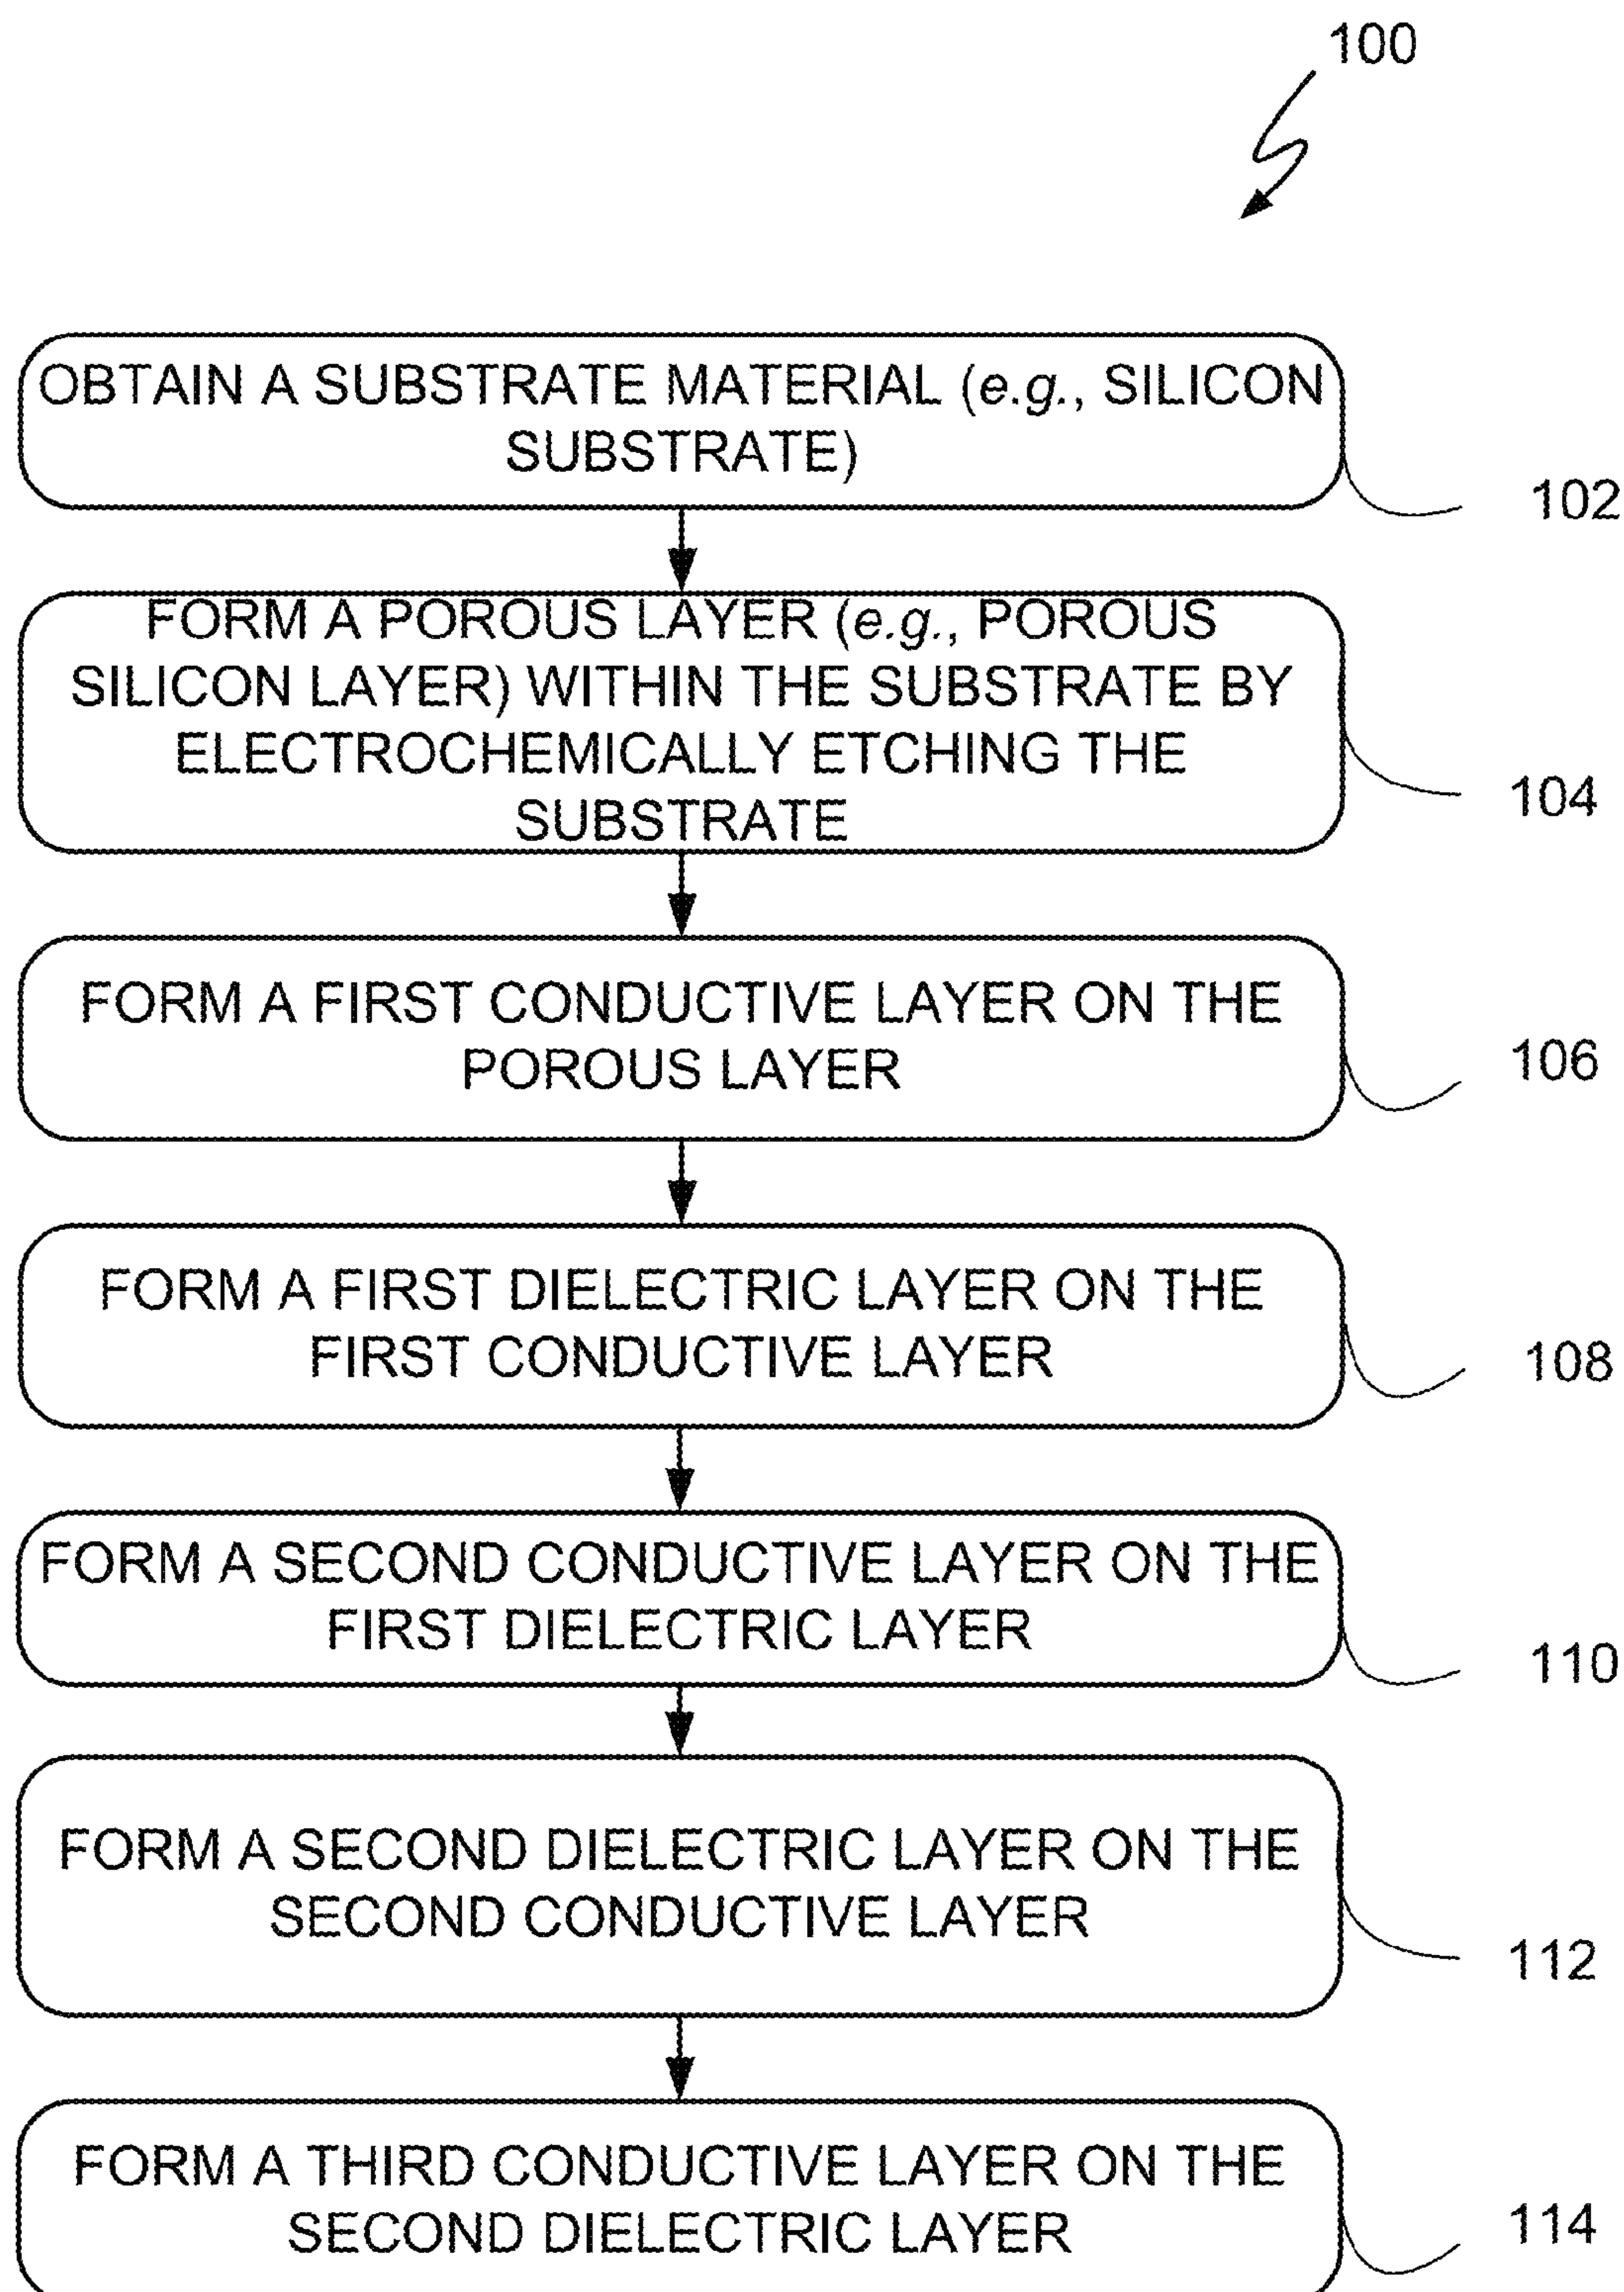 100
OBTAIN A SUBSTRATE MATERIAL (e.g., SILICON
SUBSTRATE)
102
FORM A POROUS LAYER (e.g., POROUS
SILICON LAYER) WITHIN THE SUBSTRATE BY
ELECTROCHEMICALLY ETCHING THE
SUBSTRATE
104
FORM A FIRST CONDUCTIVE LAYER ON THE
POROUS LAYER
106
FORM A FIRST DIELECTRIC LAYER ON THE
FIRST CONDUCTIVE LAYER
108
FORM A SECOND CONDUCTIVE LAYER ON THE
FIRST DIELECTRIC LAYER
110
FORM A SECOND DIELECTRIC LAYER ON THE
SECOND CONDUCTIVE LAYER
112
FORM A THIRD CONDUCTIVE LAYER ON THE
SECOND DIELECTRIC LAYER
114